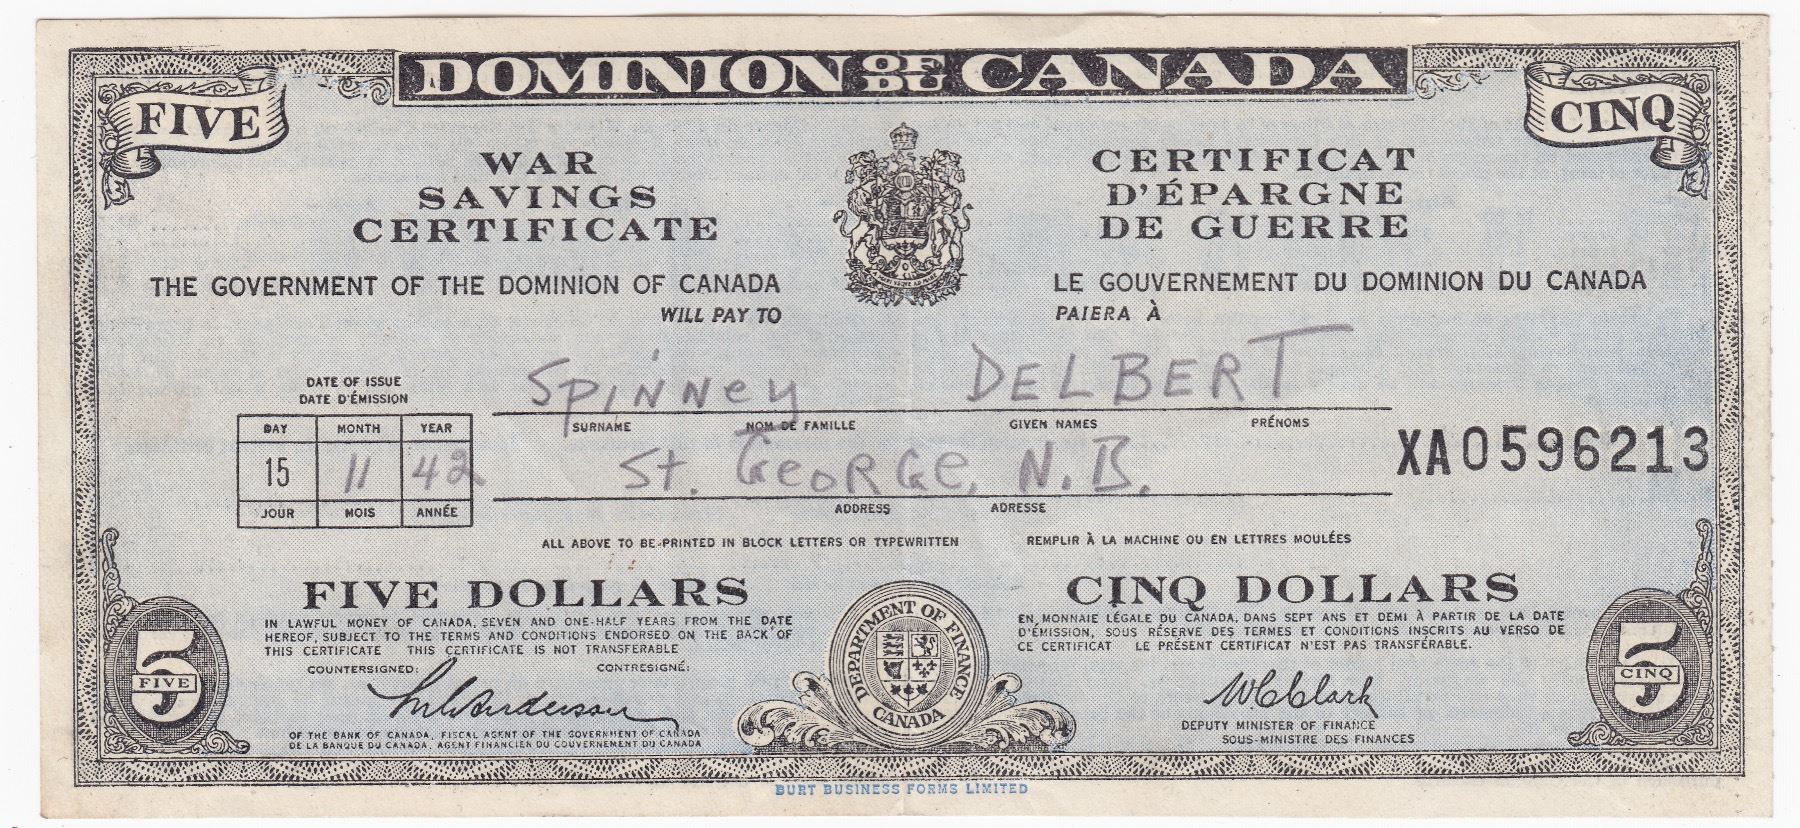 DOMINION OF DU CANADA
FIVE
CINQ
WAR
SAVINGS
CERTIFICATE
CERTIFICAT
D'ÉPARGNE
DE GUERRE
THE GOVERNMENT OF THE DOMINION OF CANADA
WILL PAY TO
LE GOUVERNEMENT DU DOMINION DU CANADA
PAIERA À
DATE OF ISSUE
DATE D'ÉMISSION
SPiNNey DELBERT
SURNAME NOM DE FAMILLE GIVEN NAMES PRÉNOMS
DAY MONTH YEAR
15 11 42
JOUR MOIS ANNÉE
St. GeoRGe, N.B.
ADDRESS ADRESSE
XA0596213
ALL ABOVE TO BE PRINTED IN BLOCK LETTERS OR TYPEWRITTEN
REMPLIR À LA MACHINE OU EN LETTRES MOULÉES
FIVE DOLLARS
IN LAWFUL MONEY OF CANADA, SEVEN AND ONE-HALF YEARS FROM THE DATE
HEREOF, SUBJECT TO THE TERMS AND CONDITIONS ENDORSED ON THE BACK OF
THIS CERTIFICATE THIS CERTIFICATE IS NOT TRANSFERABLE
CINQ DOLLARS
EN MONNAIE LÉGALE DU CANADA, DANS SEPT ANS ET DEMI À PARTIR DE LA DATE
D'ÉMISSION, SOUS RÉSERVE DES TERMES ET CONDITIONS INSCRITS AU VERSO DE
CE CERTIFICAT LE PRÉSENT CERTIFICAT N'EST PAS TRANSFÉRABLE.
COUNTERSIGNED: CONTRESIGNÉ:
5
FIVE
DEPARTMENT OF FINANCE
CANADA
WCClark
5
CINQ
OF THE BANK OF CANADA, FISCAL AGENT OF THE GOVERNMENT OF CANADA
DE LA BANQUE DU CANADA, AGENT FINANCIER DU GOUVERNEMENT DU CANADA
DEPUTY MINISTER OF FINANCE
SOUS-MINISTRE DES FINANCES
BURT BUSINESS FORMS LIMITED